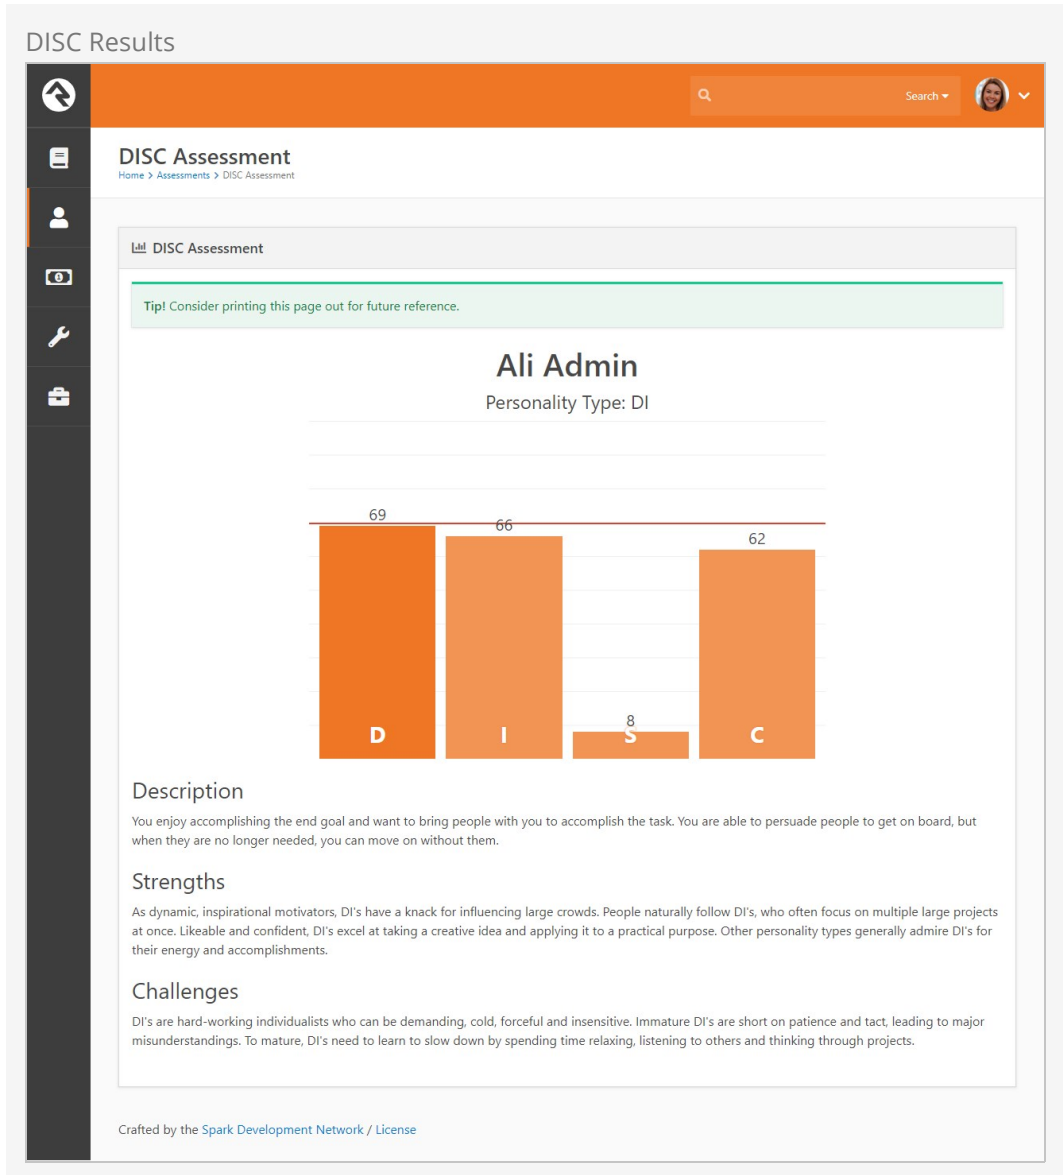 DISC Results
Search
DISC Assessment
Home > Assessments > DISC Assessment
DISC Assessment
Tip! Consider printing this page out for future reference.
Ali Admin
Personality Type: DI
69
66
8
62
D
I
S
C
Description
You enjoy accomplishing the end goal and want to bring people with you to accomplish the task. You are able to persuade people to get on board, but
when they are no longer needed, you can move on without them.
Strengths
As dynamic, inspirational motivators, DI's have a knack for influencing large crowds. People naturally follow DI's, who often focus on multiple large projects
at once. Likeable and confident, DI's excel at taking a creative idea and applying it to a practical purpose. Other personality types generally admire DI's for
their energy and accomplishments.
Challenges
DI's are hard-working individualists who can be demanding, cold, forceful and insensitive. Immature DI's are short on patience and tact, leading to major
misunderstandings. To mature, DI's need to learn to slow down by spending time relaxing, listening to others and thinking through projects.
Crafted by the Spark Development Network / License